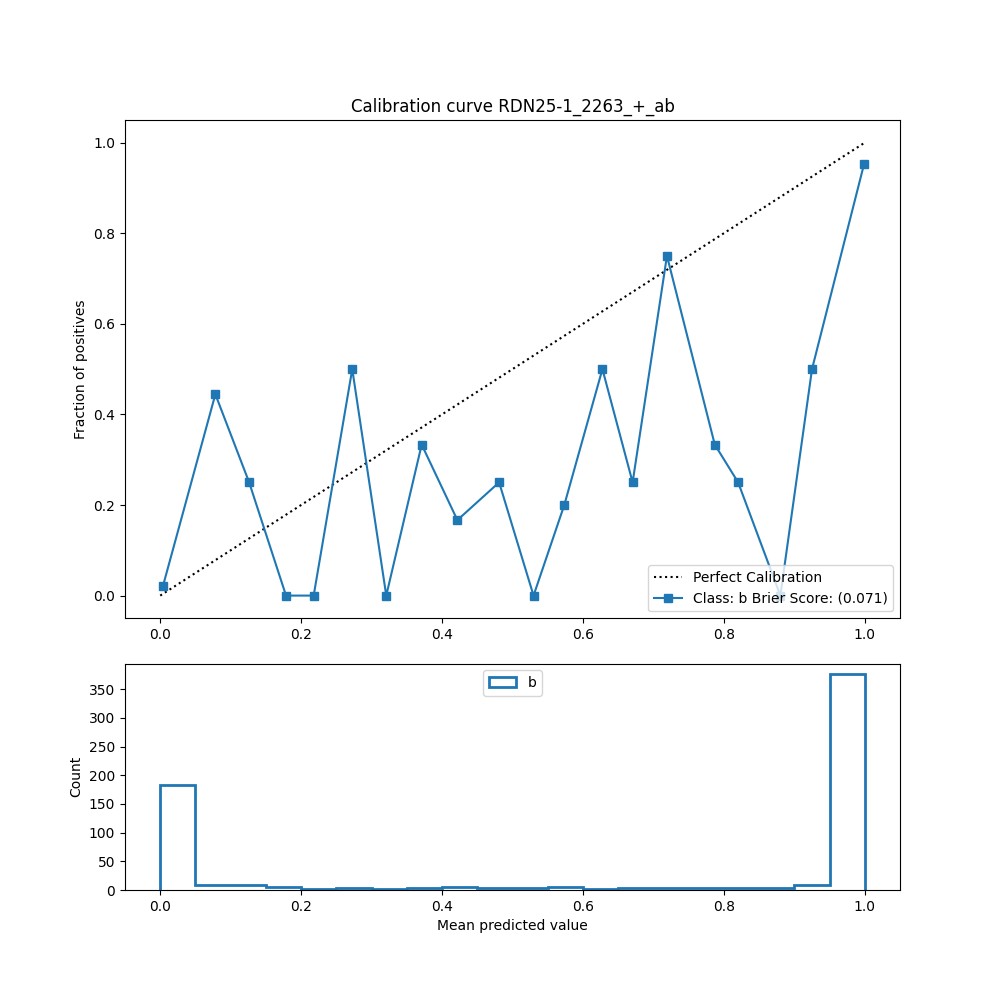 Calibration curve RDN25-1_2263_+_ab
Fraction of positives
1.0
0.8
0.6
0.4
0.2
0.0
Perfect Calibration
Class: b Brier Score: (0.071)
0.0 0.2 0.4 0.6 0.8 1.0
b
Count
350
300
250
200
150
100
50
0
0.0 0.2 0.4 0.6 0.8 1.0
Mean predicted value